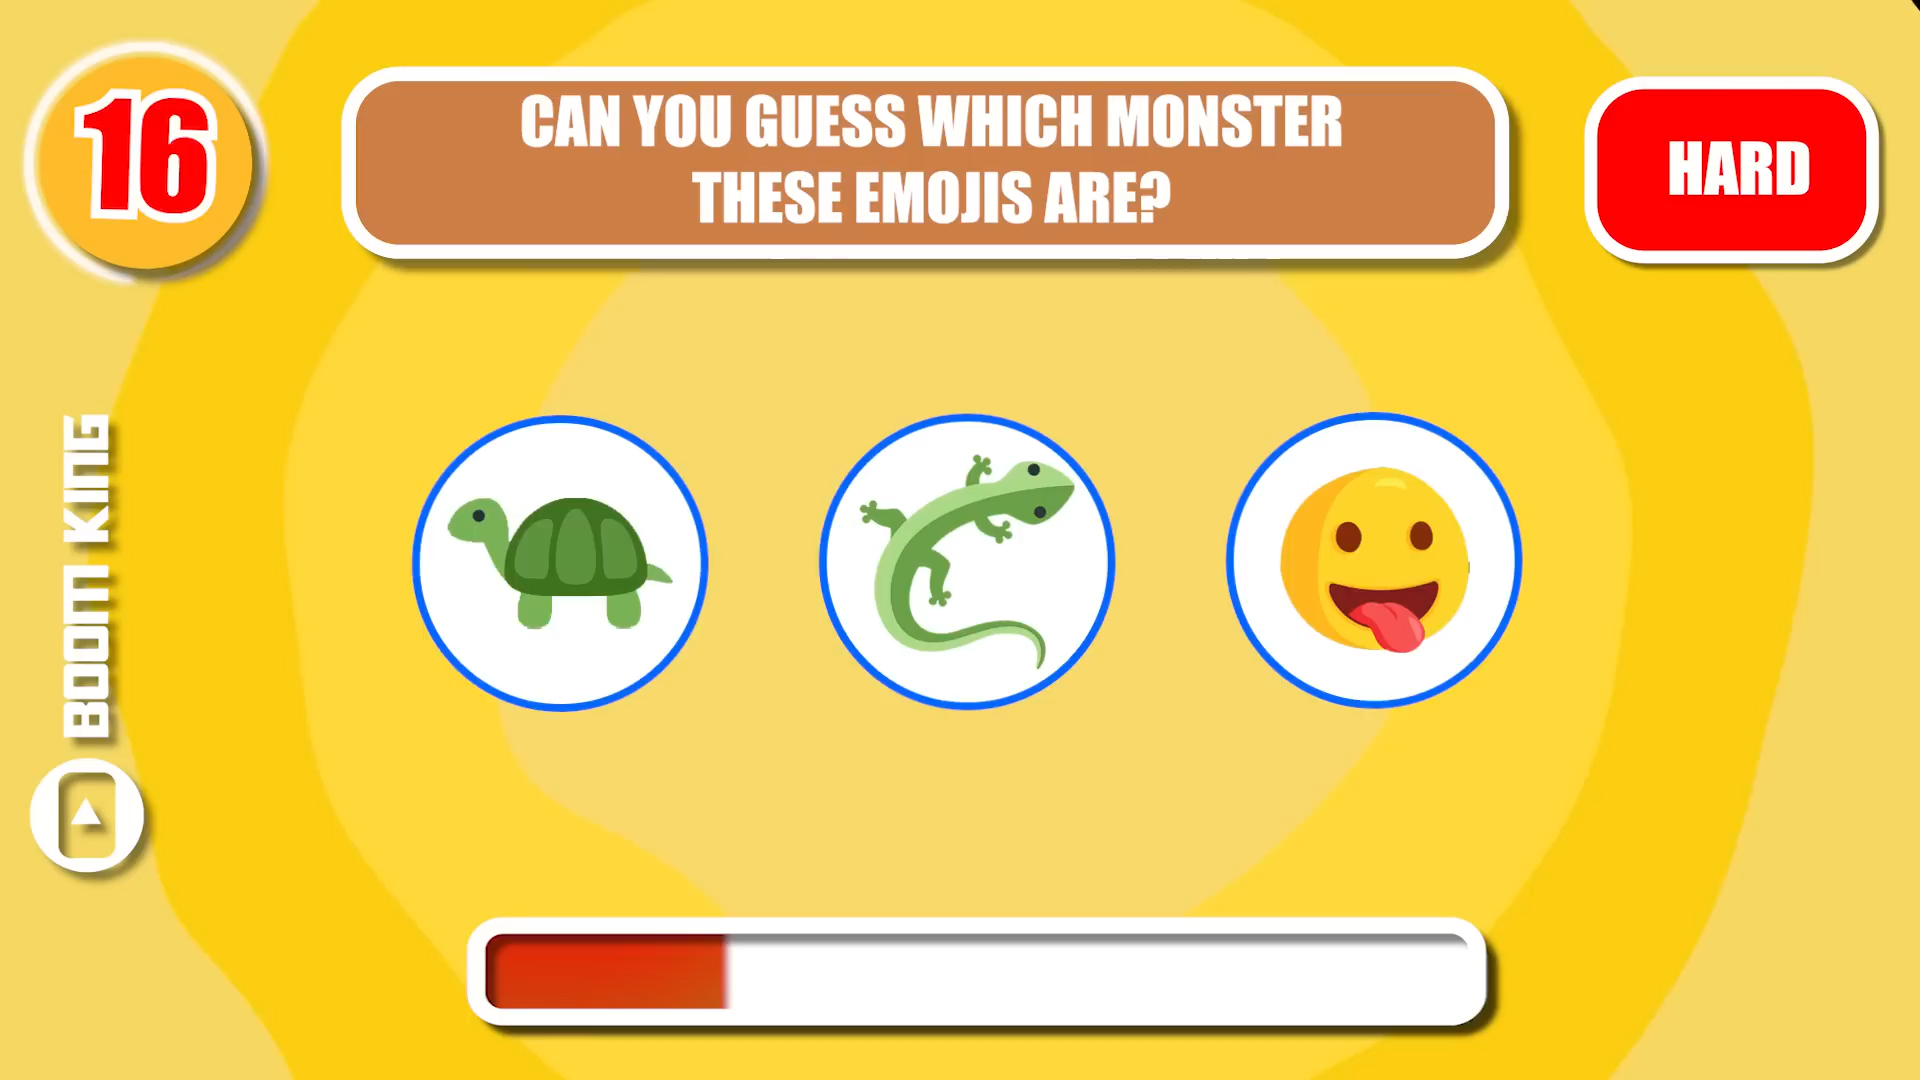 16
CAN YOU GUESS WHICH MONSTER
THESE EMOJIS ARE?
HARD
BOOM KING